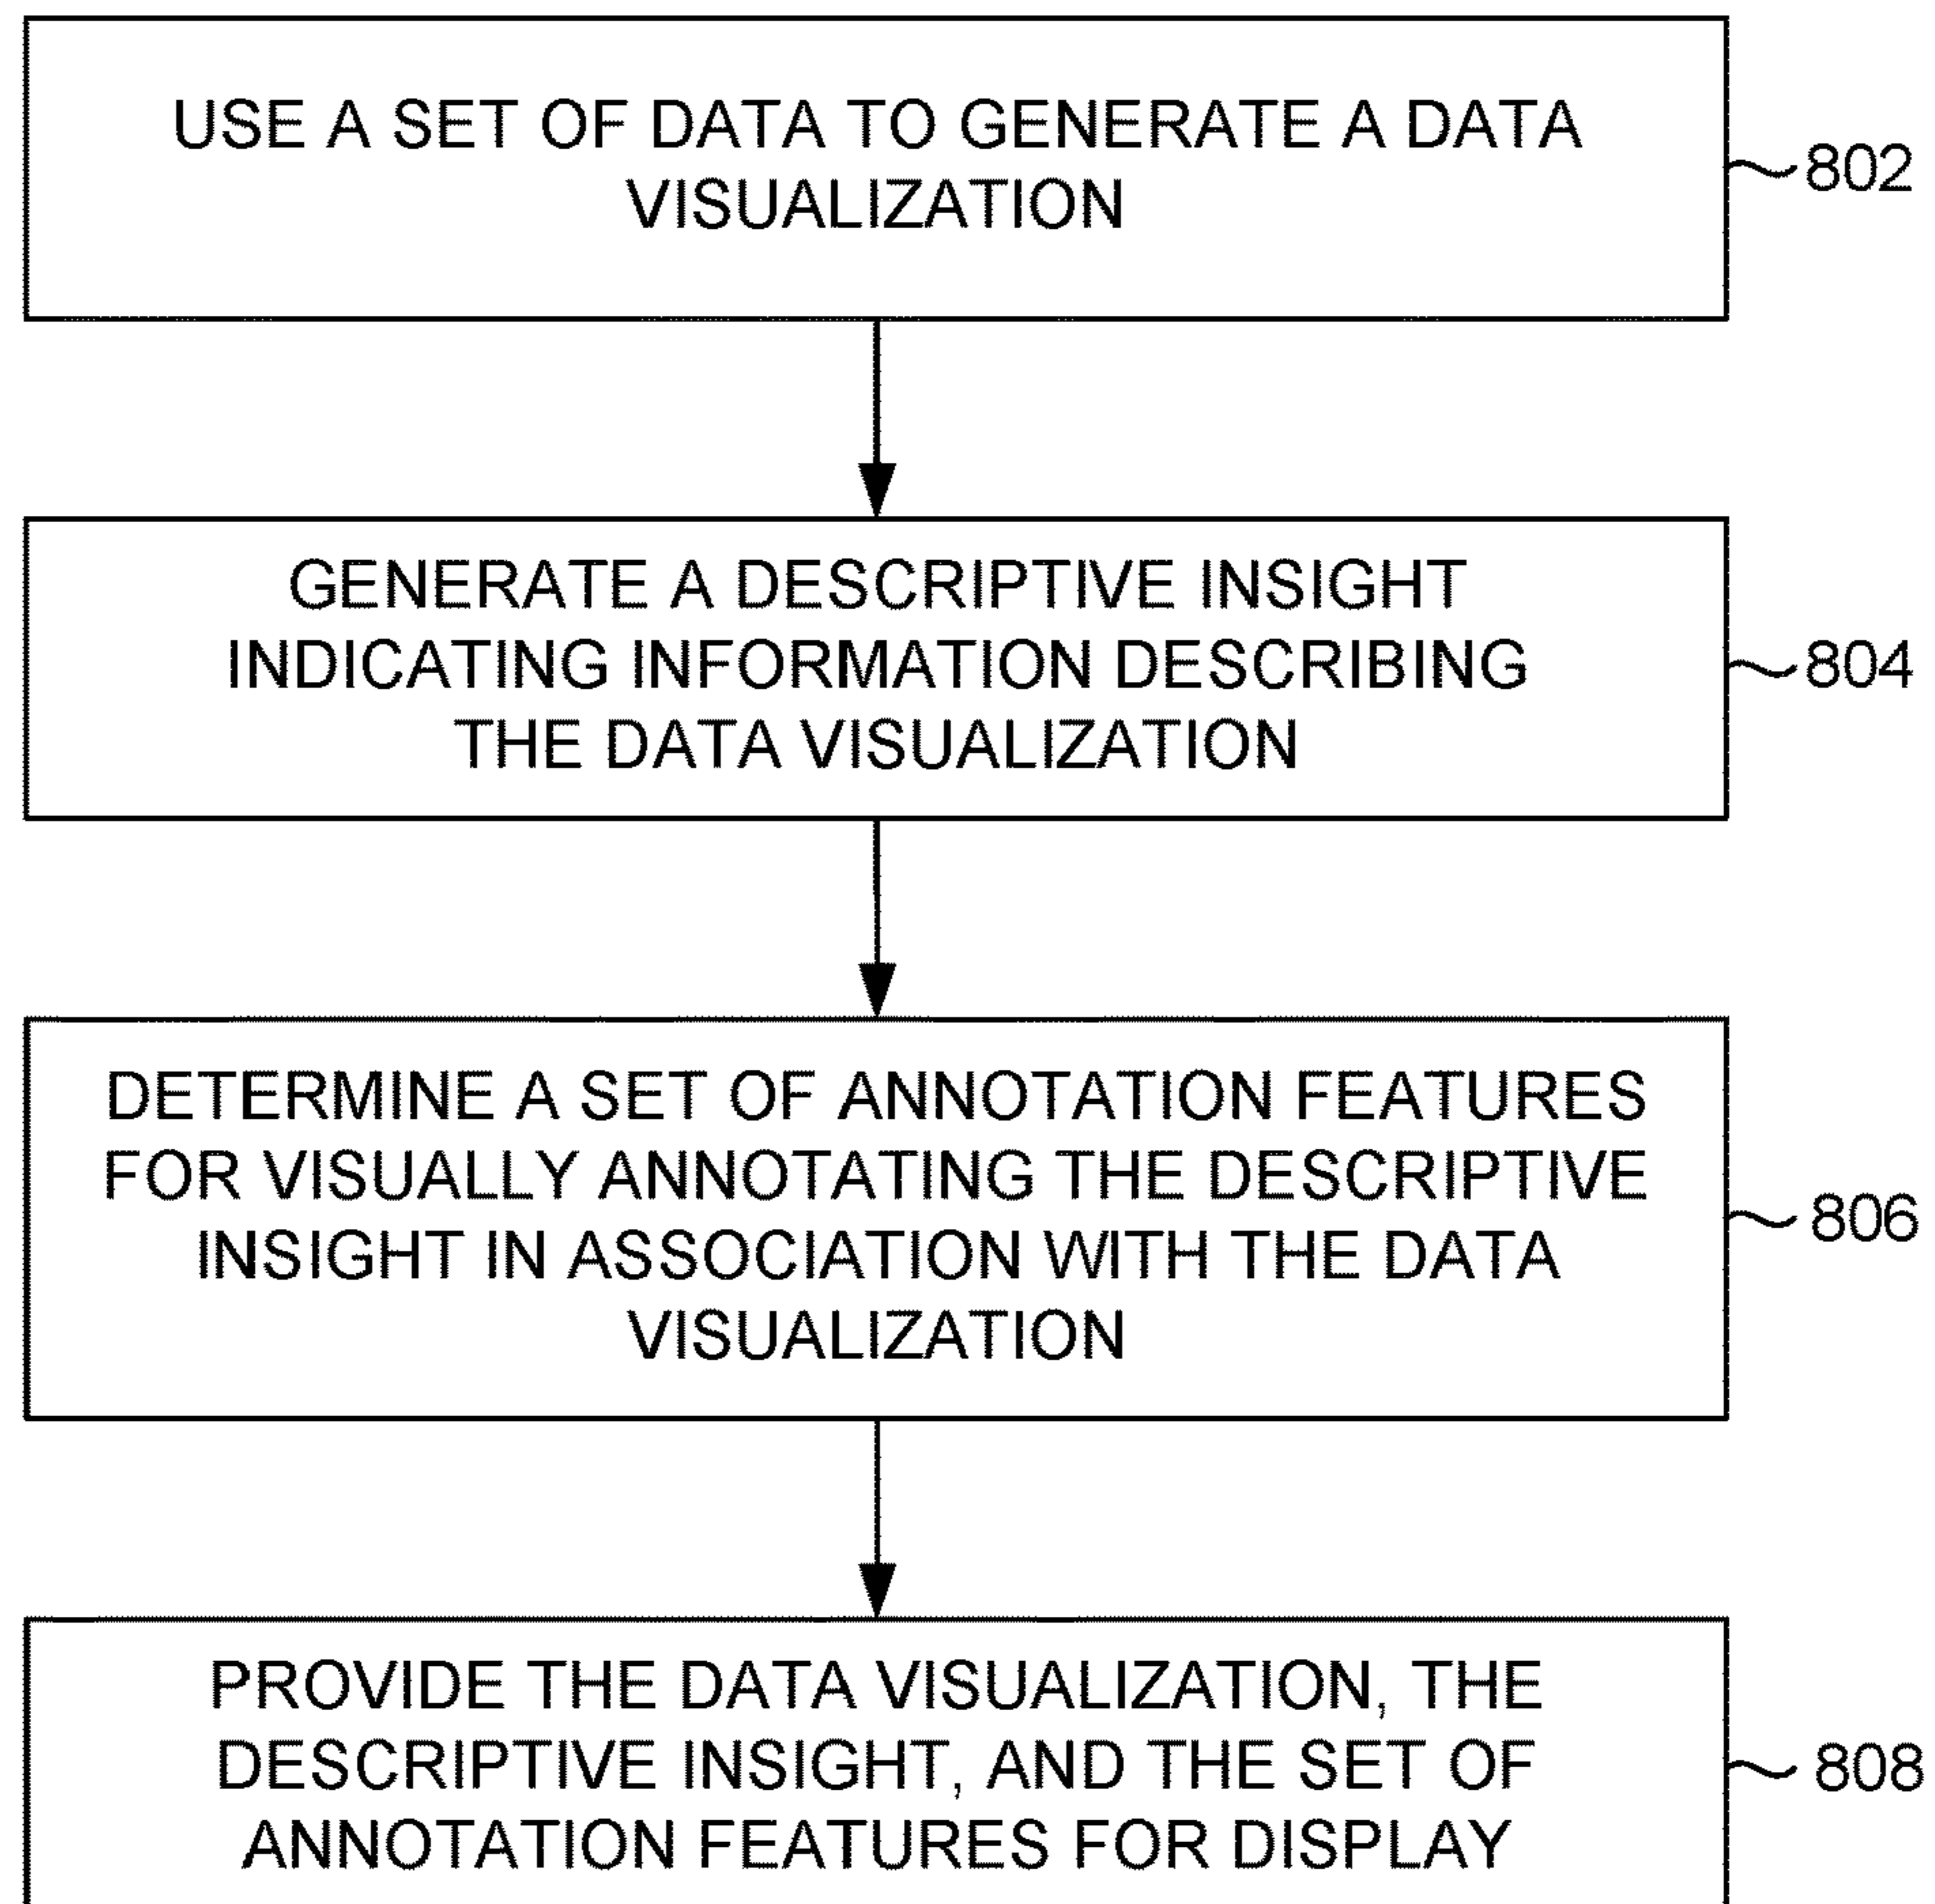 USE A SET OF DATA TO GENERATE A DATA
VISUALIZATION
802
GENERATE A DESCRIPTIVE INSIGHT
INDICATING INFORMATION DESCRIBING
THE DATA VISUALIZATION
804
DETERMINE A SET OF ANNOTATION FEATURES
FOR VISUALLY ANNOTATING THE DESCRIPTIVE
INSIGHT IN ASSOCIATION WITH THE DATA
VISUALIZATION
806
PROVIDE THE DATA VISUALIZATION, THE
DESCRIPTIVE INSIGHT, AND THE SET OF
ANNOTATION FEATURES FOR DISPLAY
808